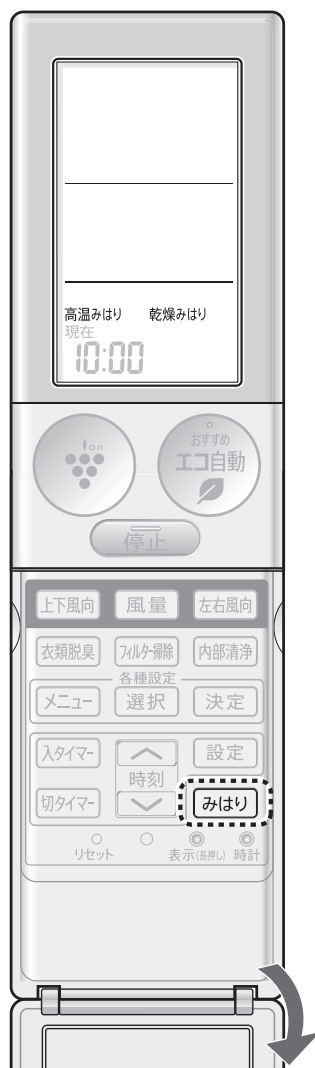 高温みはり 乾燥みはり
現在
10:00
ion
おすすめ
エコ自動
停止
上下風向 風量 左右風向
衣類脱臭 フィルター掃除 内部清浄
各種設定
メニュー 選択 決定
入タイマー 設定
時刻
切タイマー みはり
リセット 表示(長押し) 時計